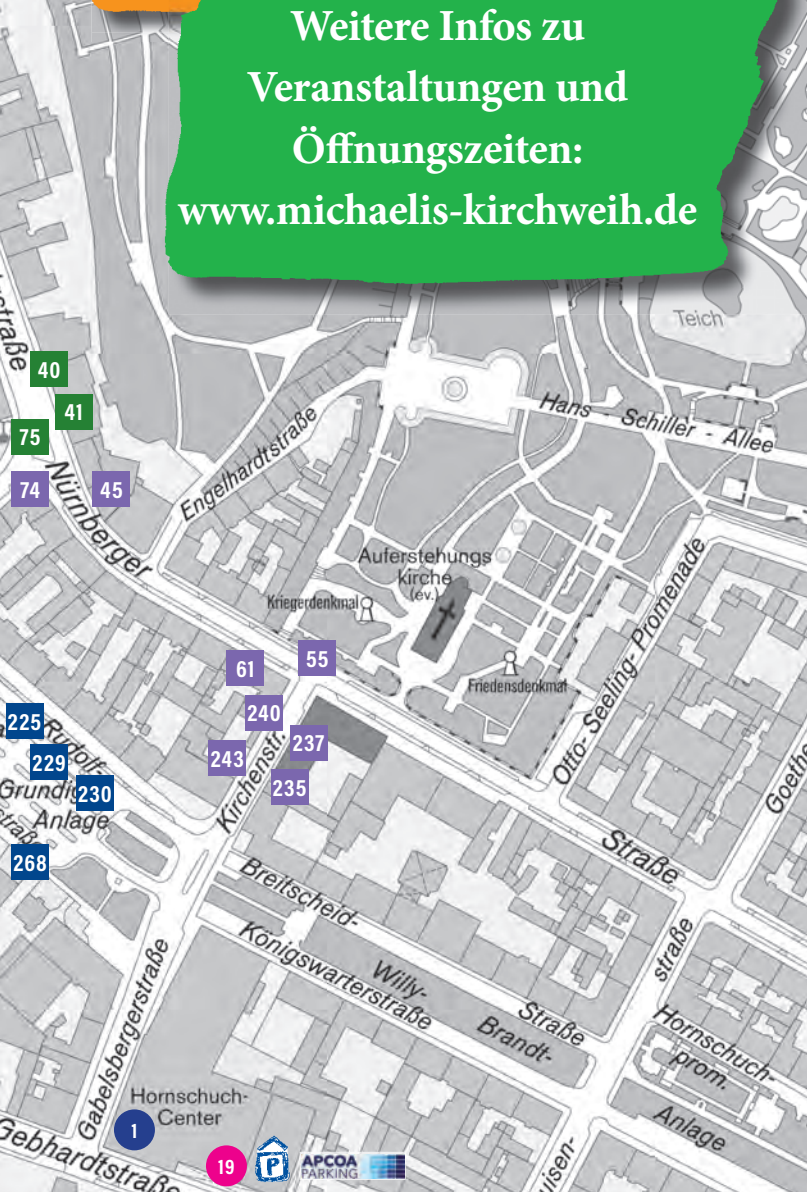 Weitere Infos zu
Veranstaltungen und
Öffnungszeiten:
www.michaelis-kirchweih.de
Teich
straße
40
41
75
74
45
Nürnberger
Engelhardtstraße
Hans - Schiller - Allee
Auferstehungs
kirche
(ev.)
Kriegerdenkmal
Friedensdenkmal
Otto-Seeling-Promenade
61
55
240
237
243
235
Kirchenstr.
225
229
230
268
Rudolf
Grundig
Anlage
Straße
straße
Breitscheid-
Straße
Königswarterstraße
Willy-
Brandt-
Anlage
Hornschuch-
prom.
Gabelsbergerstraße
Hornschuch-
Center
1
Gebhardtstraße
19
P
APCOA
PARKING